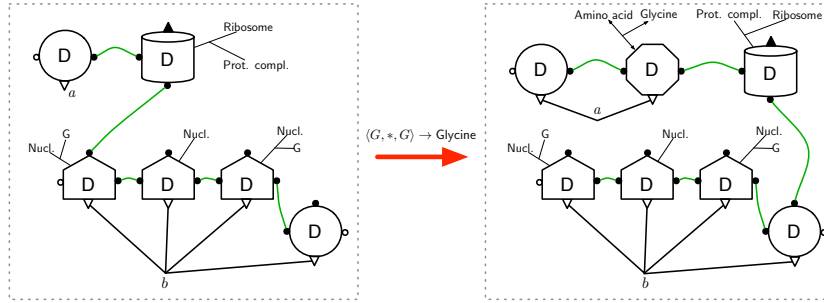 D
D
Ribosome
Prot. compl.
a
Nucl.
G
D
Nucl.
D
Nucl.
G
D
D
b
⟨G, *, G⟩ → Glycine
Amino acid
Glycine
Prot. compl.
Ribosome
D
D
D
a
Nucl.
G
D
Nucl.
D
Nucl.
G
D
D
b